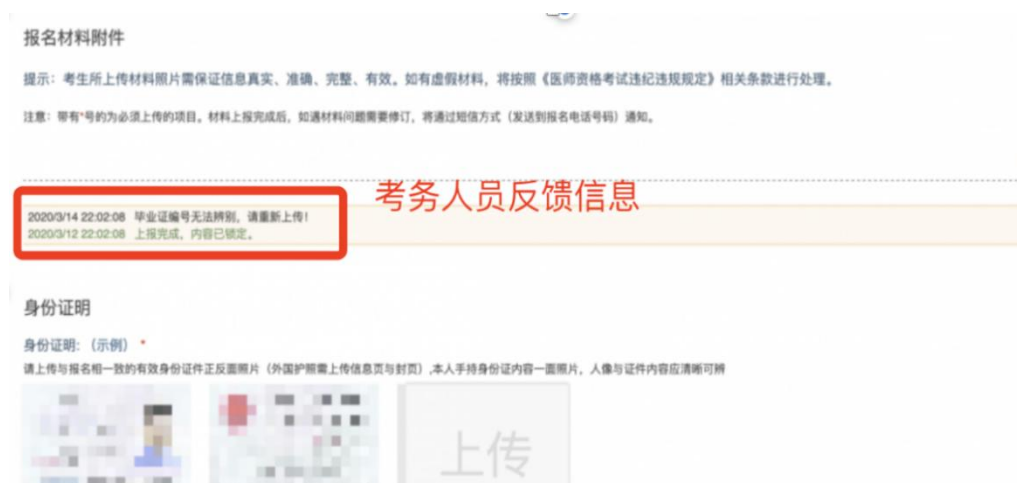 报名材料附件
提示：考生所上传材料照片需保证信息真实、准确、完整、有效。如有虚假材料，将按照《医师资格考试违纪违规规定》相关条款进行处理。
注意：带有*号的为必须上传的项目。材料上报完成后，如遇材料问题需要修订，将通过短信方式（发送到报名电话号码）通知。
考务人员反馈信息
2020/3/14 22:02:08 毕业证编号无法辨别，请重新上传！
2020/3/12 22:02:08 上报完成，内容已锁定。
身份证明
身份证明:（示例） *
请上传与报名相一致的有效身份证件正反面照片（外国护照需上传信息页与封页）,本人手持身份证内容一面照片，人像与证件内容应清晰可辨
上传